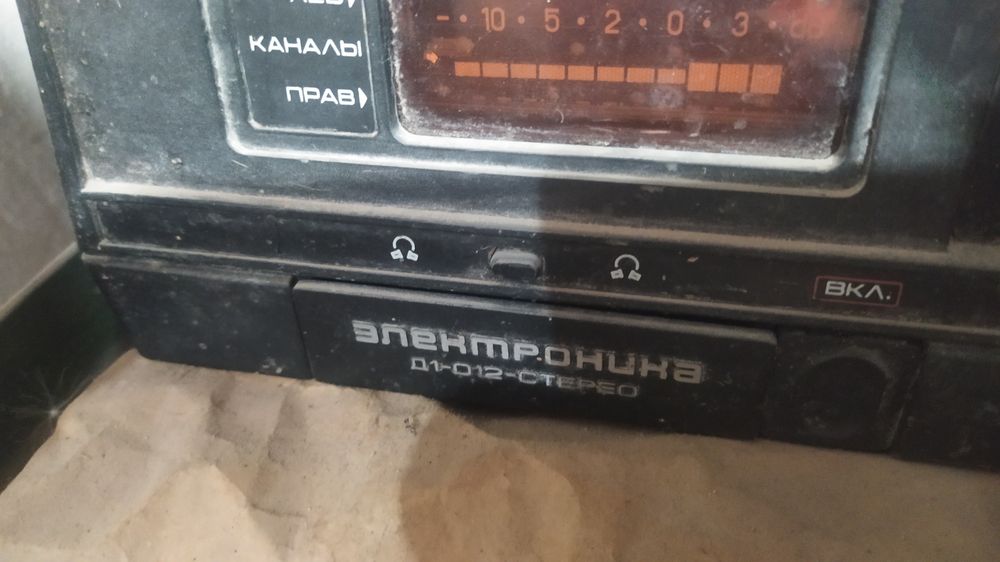 - · 10 · 5 · 2 · 0 · 3 ·
КАНАЛЫ
ПРАВ
ВКЛ.
ЭЛЕКТРОНИКА
Д1-012-СТЕРЕО